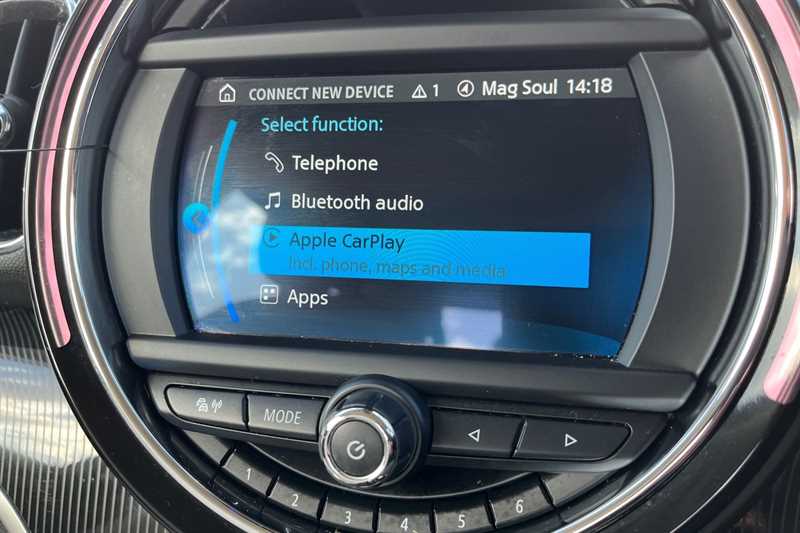 CONNECT NEW DEVICE 1 Mag Soul 14:18
Select function:
Telephone
Bluetooth audio
Apple CarPlay
Incl. phone, maps and media
Apps
MODE
1 2 3 4 5